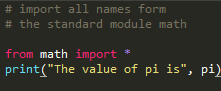 # import all names form
# the standard module math
from math import *
print("The value of pi is", pi)